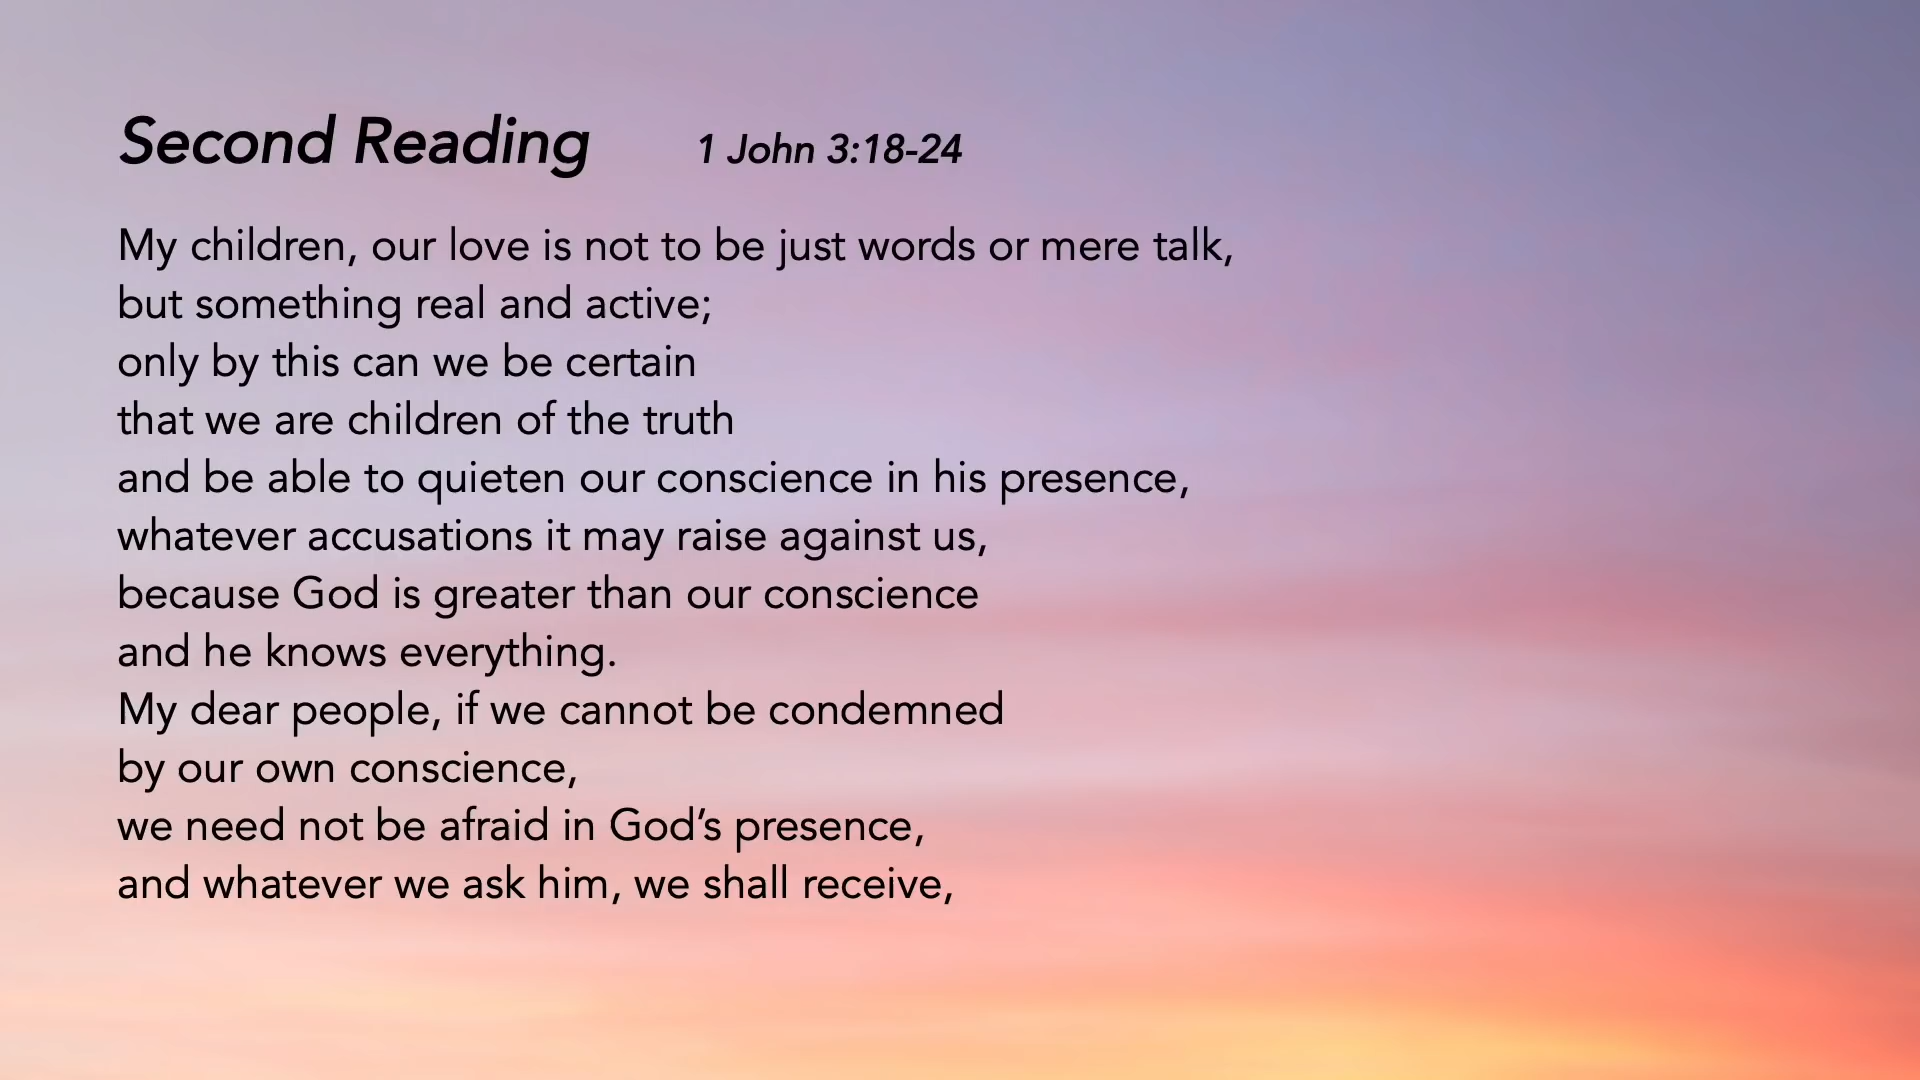 Second Reading 1 John 3:18-24
My children, our love is not to be just words or mere talk,
but something real and active;
only by this can we be certain
that we are children of the truth
and be able to quieten our conscience in his presence,
whatever accusations it may raise against us,
because God is greater than our conscience
and he knows everything.
My dear people, if we cannot be condemned
by our own conscience,
we need not be afraid in God’s presence,
and whatever we ask him, we shall receive,